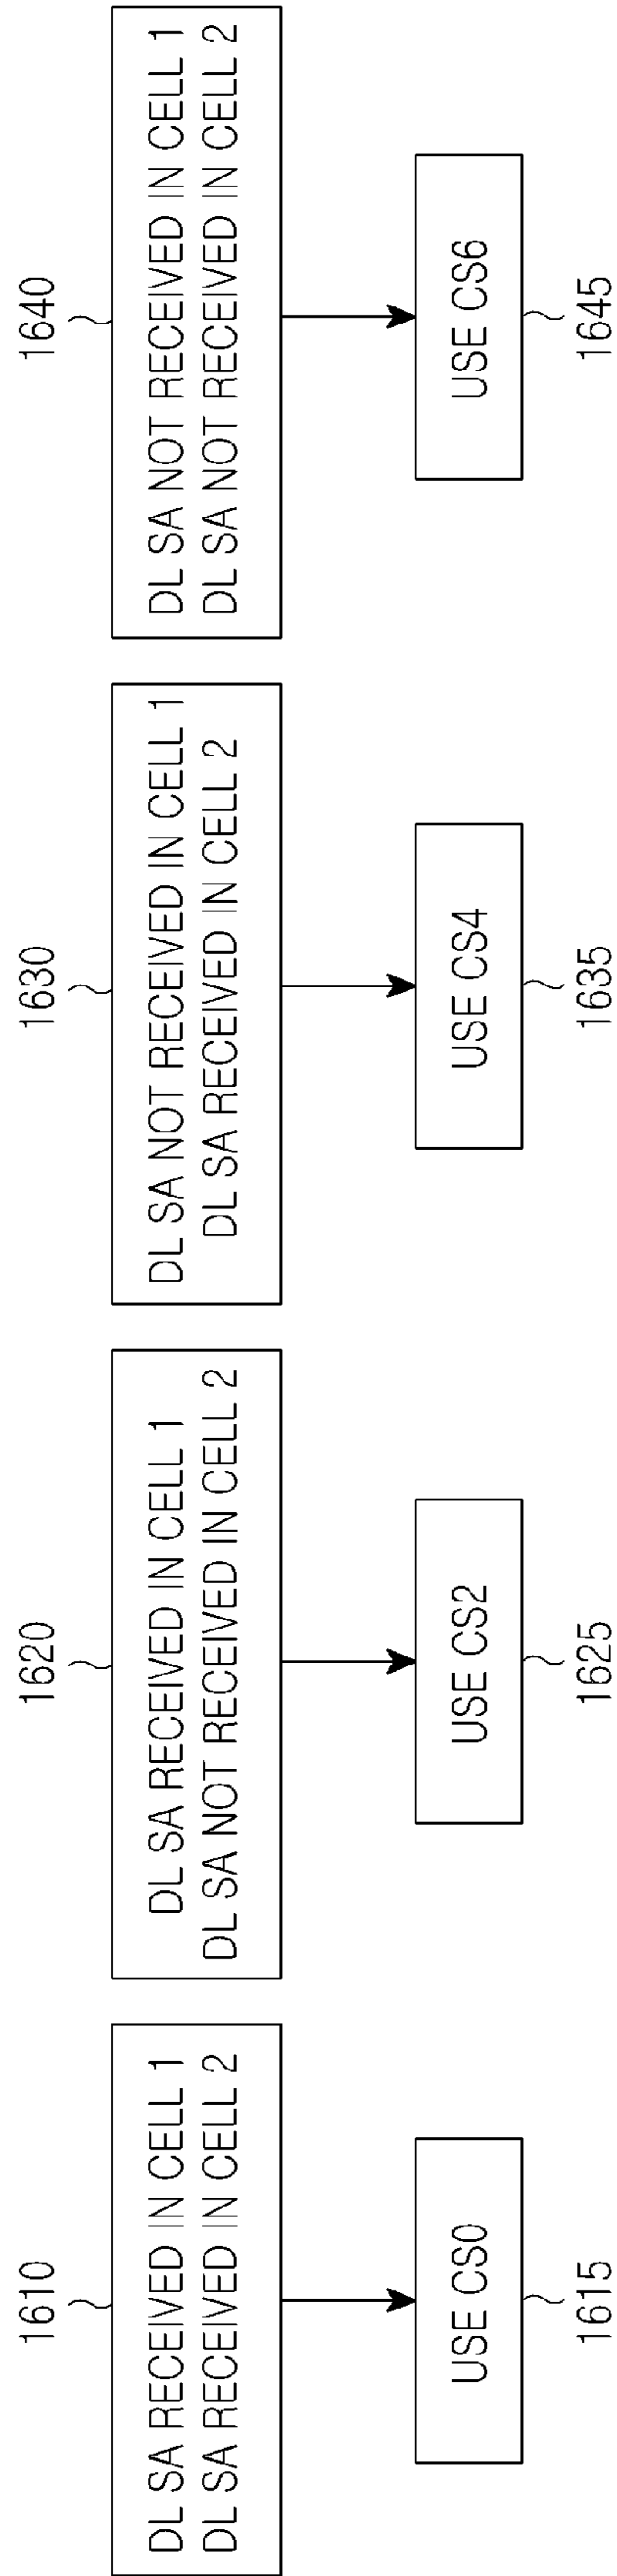 1610
DL SA RECEIVED IN CELL 1
DL SA RECEIVED IN CELL 2
USE CS0
1615
1620
DL SA RECEIVED IN CELL 1
DL SA NOT RECEIVED IN CELL 2
USE CS2
1625
1630
DL SA NOT RECEIVED IN CELL 1
DL SA RECEIVED IN CELL 2
USE CS4
1635
1640
DL SA NOT RECEIVED IN CELL 1
DL SA NOT RECEIVED IN CELL 2
USE CS6
1645